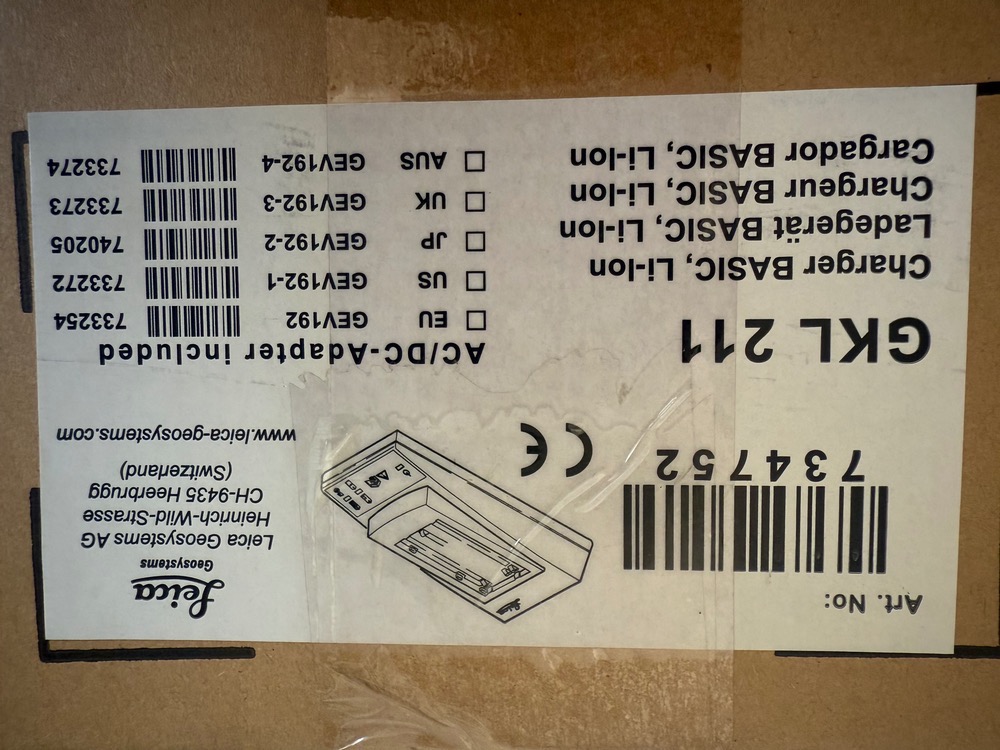 Art. No:
734752
CE
Leica
Geosystems
Leica Geosystems AG
Heinrich-Wild-Strasse
CH-9435 Heerbrugg
(Switzerland)
www.leica-geosystems.com
GKL 211
Charger BASIC, Li-Ion
Ladegerät BASIC, Li-Ion
Chargeur BASIC, Li-Ion
Cargador BASIC, Li-Ion
AC/DC-Adapter included
EU GEV192 733254
US GEV192-1 733272
JP GEV192-2 740205
UK GEV192-3 733273
AUS GEV192-4 733274